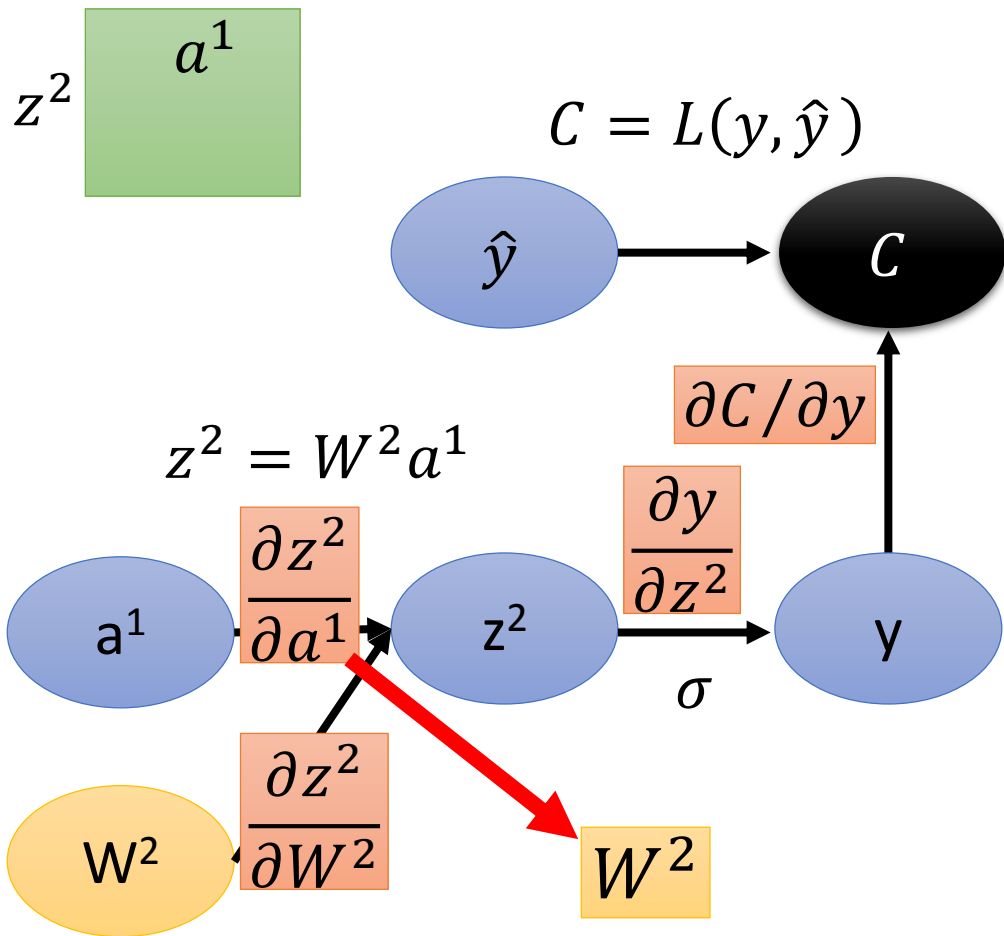 a¹
z²
C = L(y, ŷ)
ŷ
C
∂C/∂y
z² = W²a¹
∂z²
∂a¹
∂y
∂z²
a¹
z²
y
σ
∂z²
∂W²
W²
W²